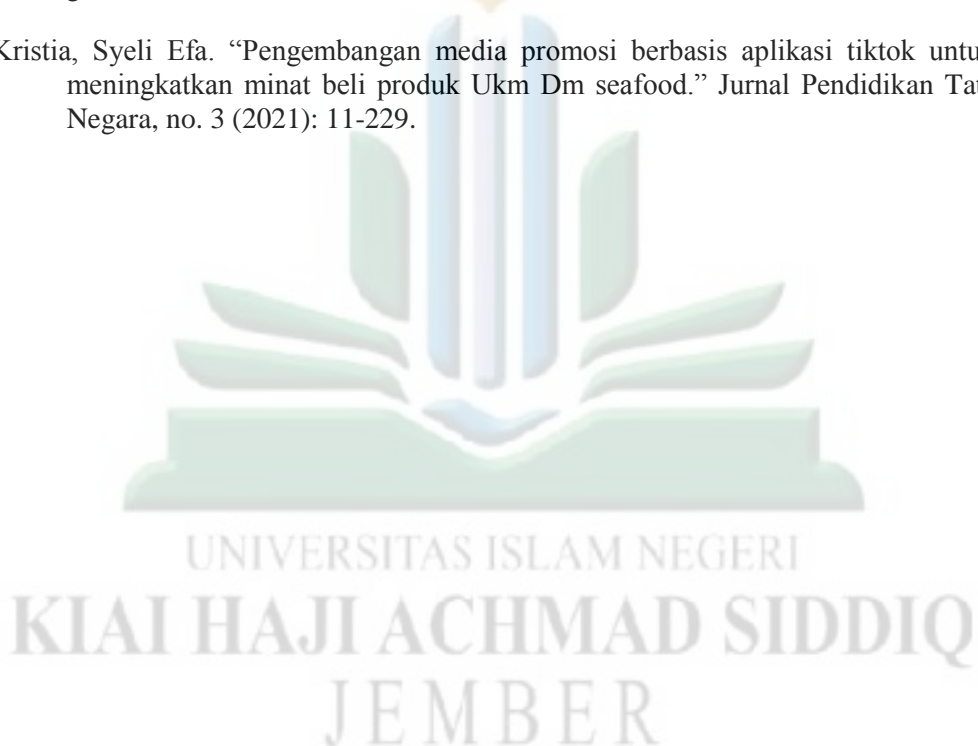 Kristia, Syeli Efa. “Pengembangan media promosi berbasis aplikasi tiktok untu
meningkatkan minat beli produk Ukm Dm seafood.” Jurnal Pendidikan Ta
Negara, no. 3 (2021): 11-229.
UNIVERSITAS ISLAM NEGERI
KIAI HAJI ACHMAD SIDDIQ
JEMBER